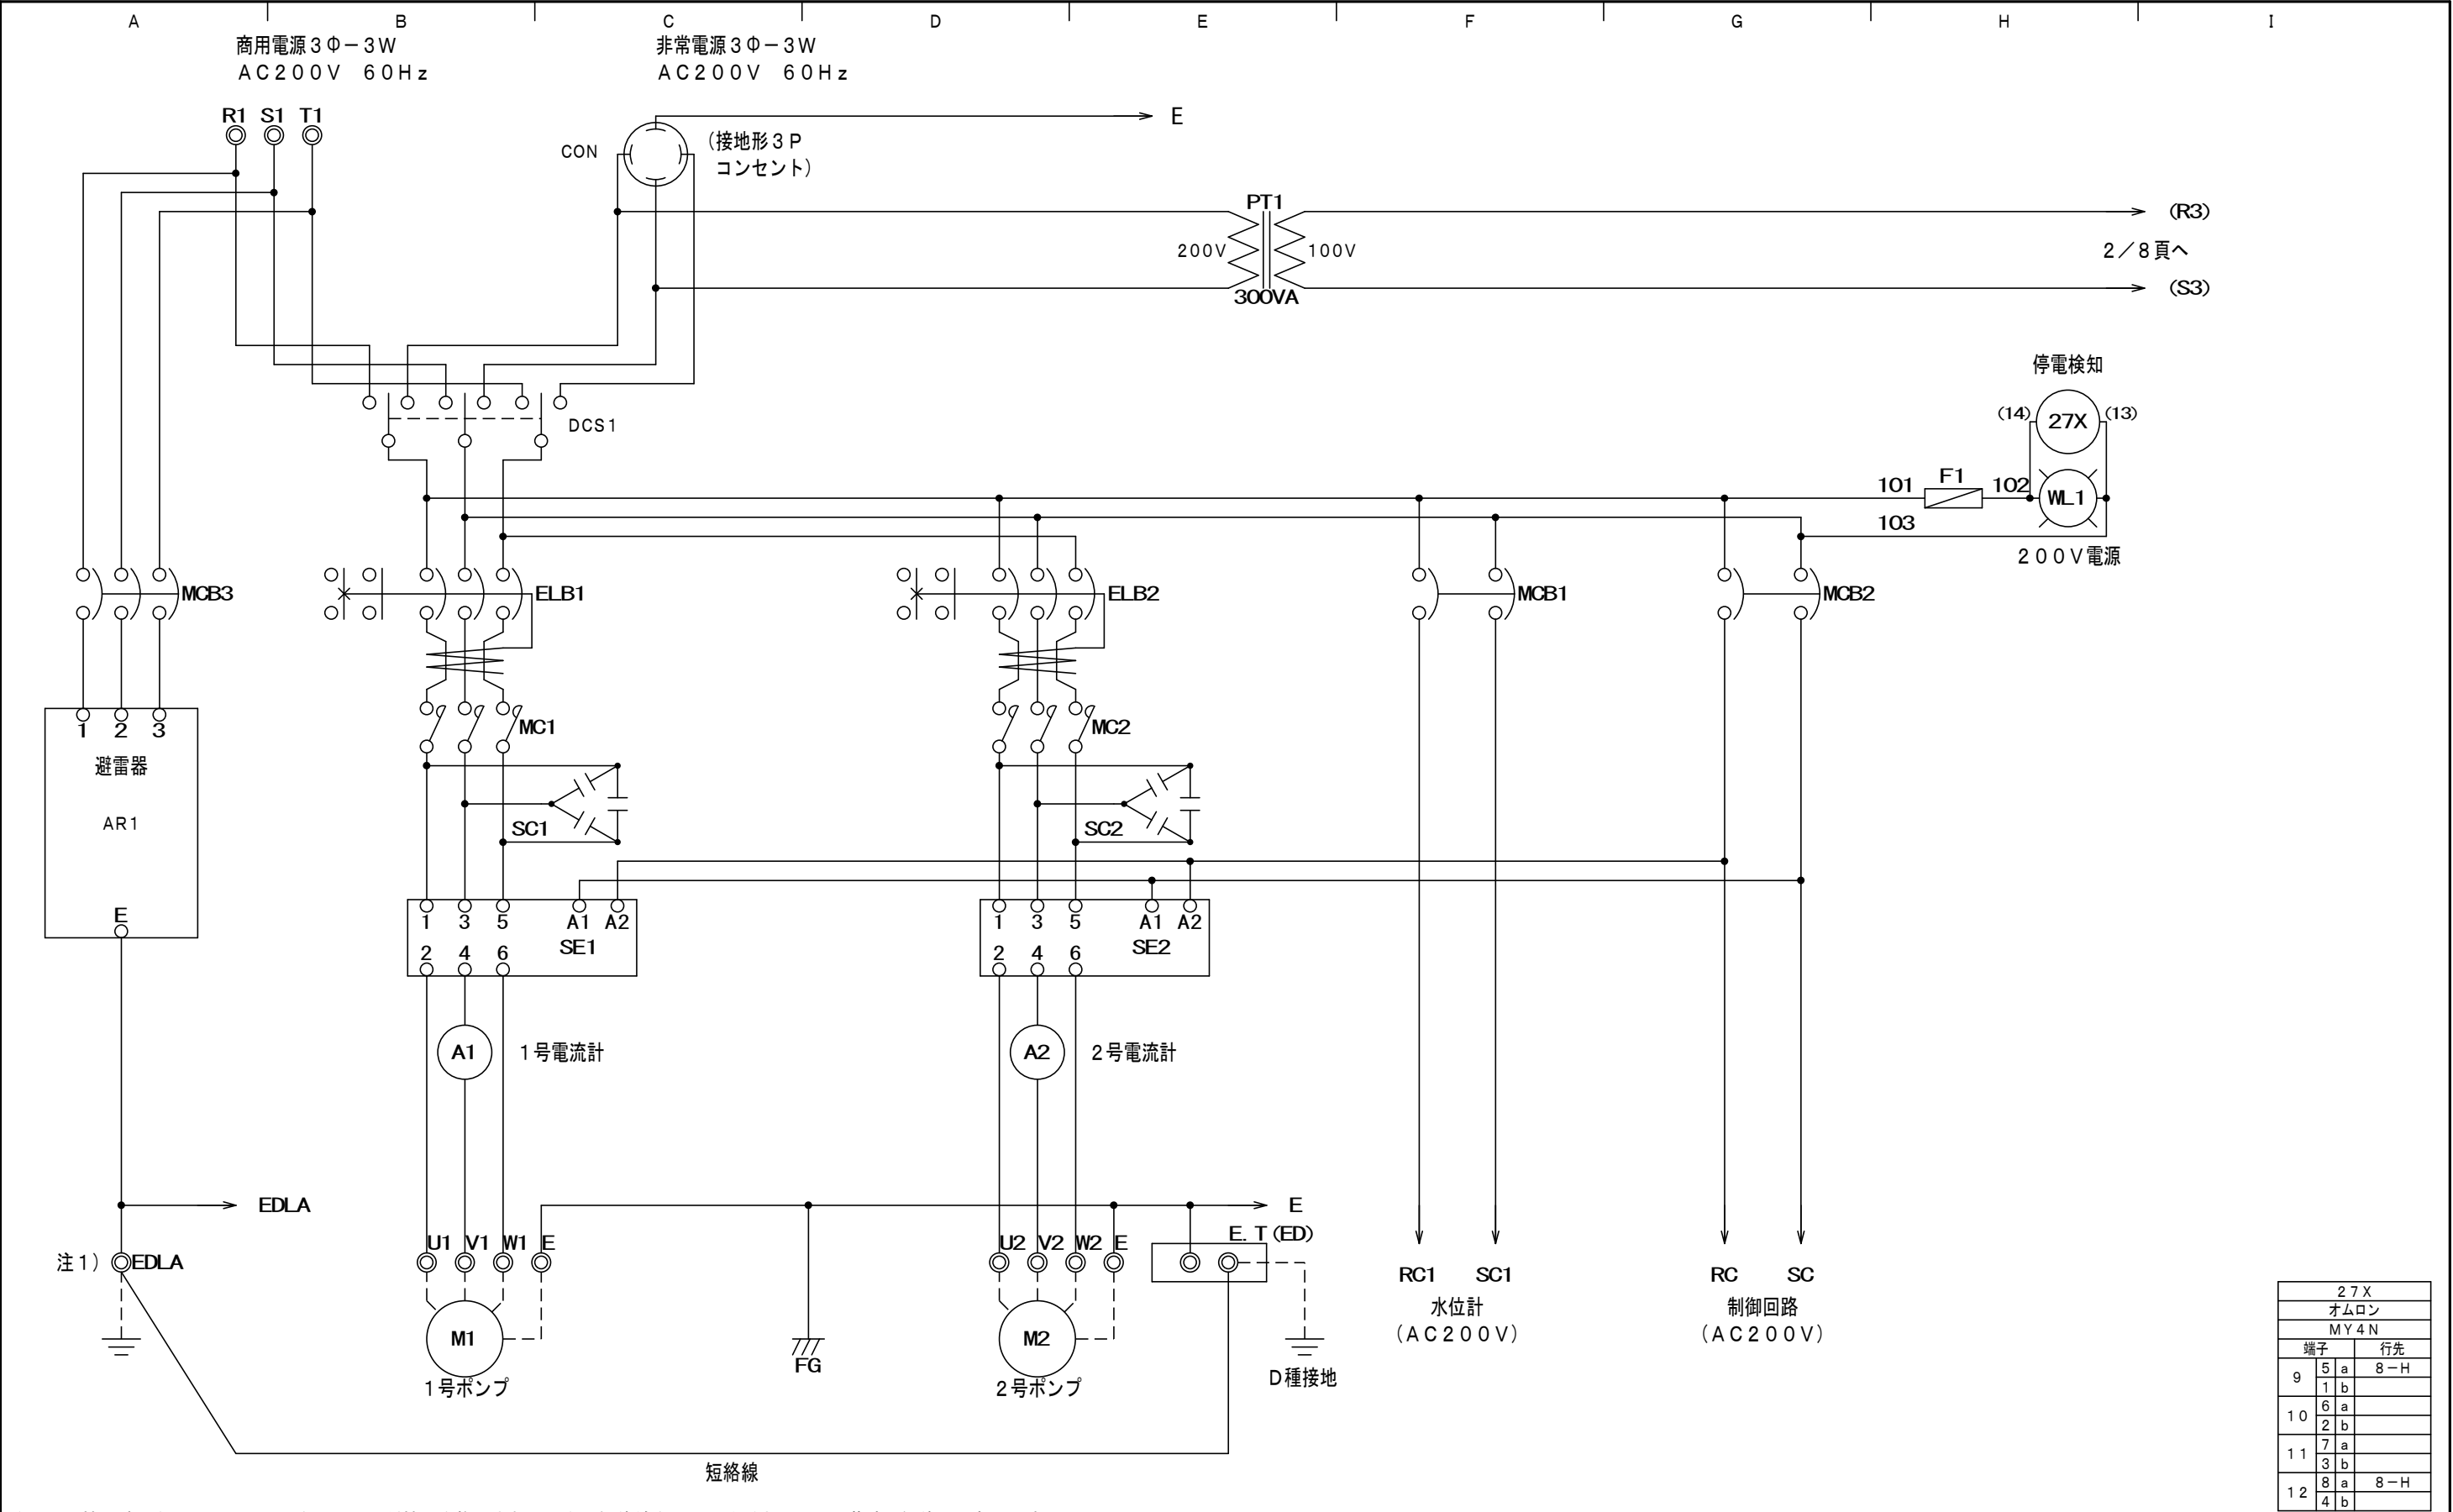 A B C D E F G H I
商用電源3Φ−3W
AC200V 60Hz
非常電源3Φ−3W
AC200V 60Hz
R1 S1 T1
CON
(接地形3P
コンセント)
E
PT1
200V
100V
300VA
(R3)
2/8頁へ
(S3)
DCS1
停電検知
(14)
27X
(13)
101
F1
102
WL1
103
200V電源
MCB3
ELB1
ELB2
MCB1
MCB2
1 2 3
避雷器
AR1
E
MC1
MC2
SC1
SC2
1 3 5 A1 A2
SE1
2 4 6
1 3 5 A1 A2
SE2
2 4 6
A1
1号電流計
A2
2号電流計
EDLA
注1)
EDLA
U1 V1 W1 E
M1
1号ポンプ
FG
U2 V2 W2 E
M2
2号ポンプ
E
E.T(ED)
D種接地
RC1 SC1
水位計
(AC200V)
RC SC
制御回路
(AC200V)
短絡線
27X
オムロン
MY4N
端子 行先
9 5 a 8−H
1 b
10 6 a
2 b
11 7 a
3 b
12 8 a 8−H
4 b